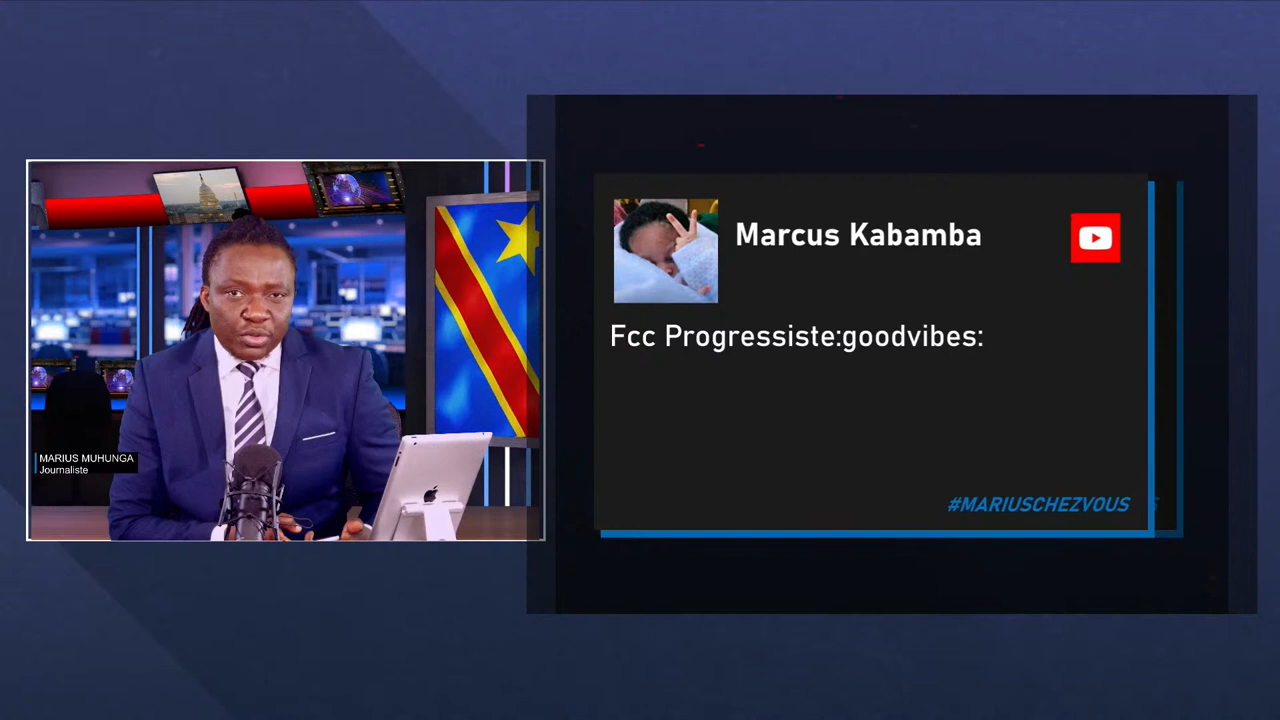 MARIUS MUHUNGA
Journaliste
Marcus Kabamba
Fcc Progressiste:goodvibes:
#MARIUSCHEZVOUS